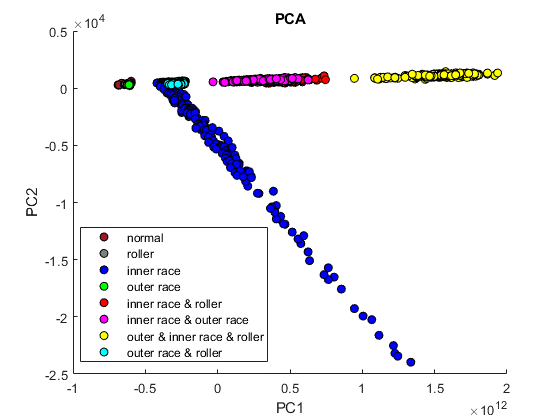 PCA
×10⁴
0.5
0
-0.5
-1
-1.5
-2
-2.5
PC2
normal
roller
inner race
outer race
inner race & roller
inner race & outer race
outer & inner race & roller
outer race & roller
-1 -0.5 0 0.5 1 1.5 2
PC1
×10¹²